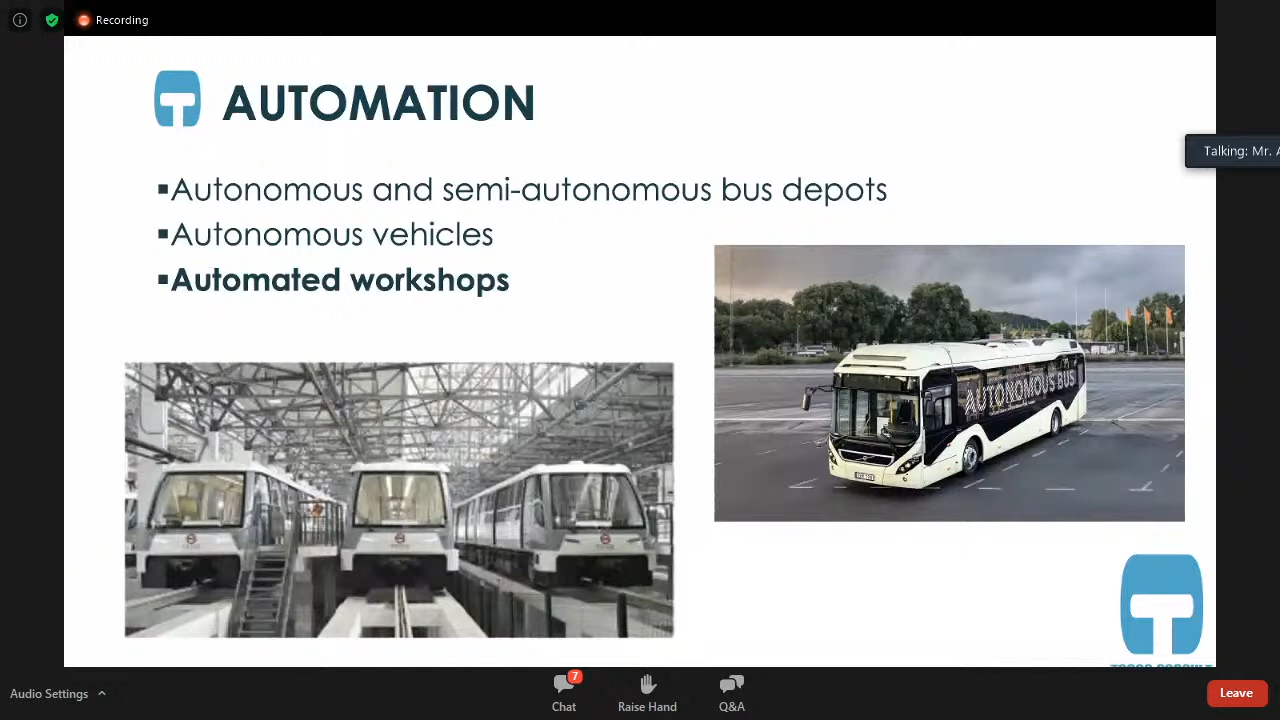 Recording
AUTOMATION
Talking: Mr. A
▪Autonomous and semi-autonomous bus depots
▪Autonomous vehicles
▪Automated workshops
AUTONOMOUS BUS
Audio Settings
7
Chat
Raise Hand
Q&A
Leave